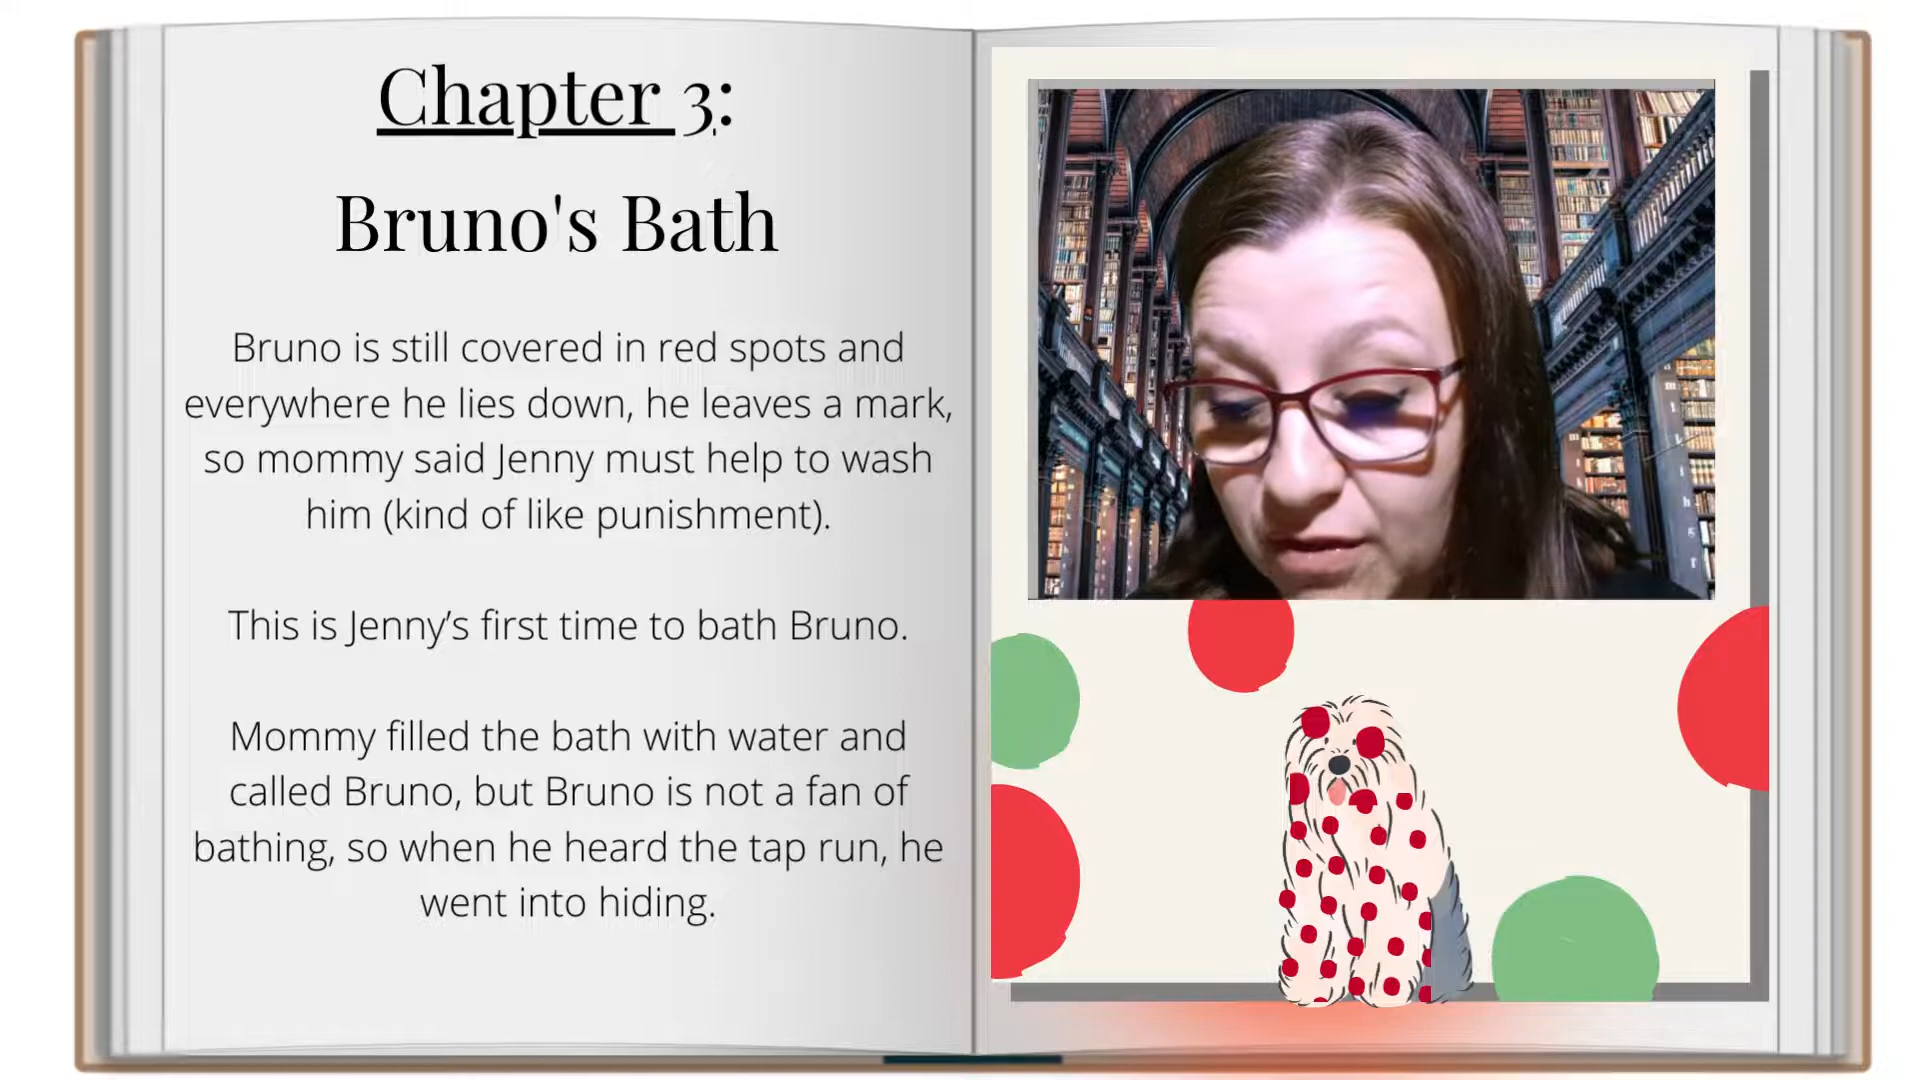 Chapter 3:
Bruno's Bath
Bruno is still covered in red spots and
everywhere he lies down, he leaves a mark,
so mommy said Jenny must help to wash
him (kind of like punishment).
This is Jenny’s first time to bath Bruno.
Mommy filled the bath with water and
called Bruno, but Bruno is not a fan of
bathing, so when he heard the tap run, he
went into hiding.